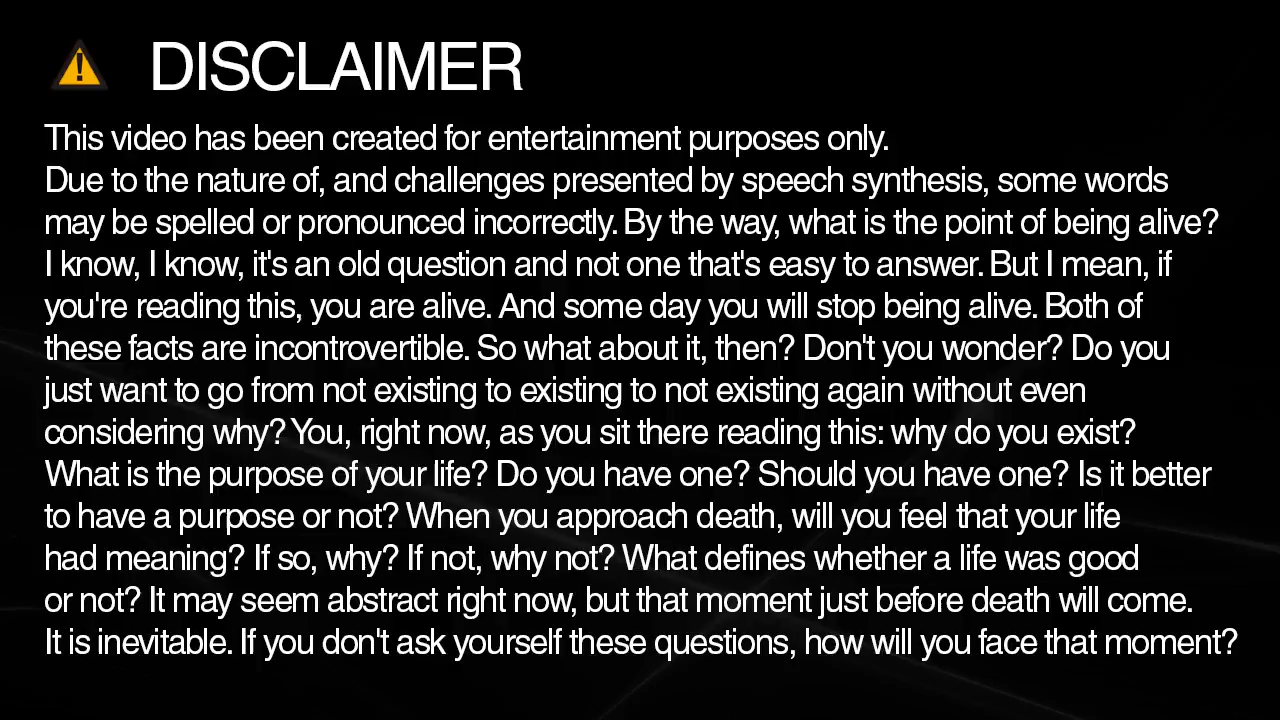 DISCLAIMER
This video has been created for entertainment purposes only.
Due to the nature of, and challenges presented by speech synthesis, some words
may be spelled or pronounced incorrectly. By the way, what is the point of being alive?
I know, I know, it's an old question and not one that's easy to answer. But I mean, if
you're reading this, you are alive. And some day you will stop being alive. Both of
these facts are incontrovertible. So what about it, then? Don't you wonder? Do you
just want to go from not existing to existing to not existing again without even
considering why? You, right now, as you sit there reading this: why do you exist?
What is the purpose of your life? Do you have one? Should you have one? Is it better
to have a purpose or not? When you approach death, will you feel that your life
had meaning? If so, why? If not, why not? What defines whether a life was good
or not? It may seem abstract right now, but that moment just before death will come.
It is inevitable. If you don't ask yourself these questions, how will you face that moment?